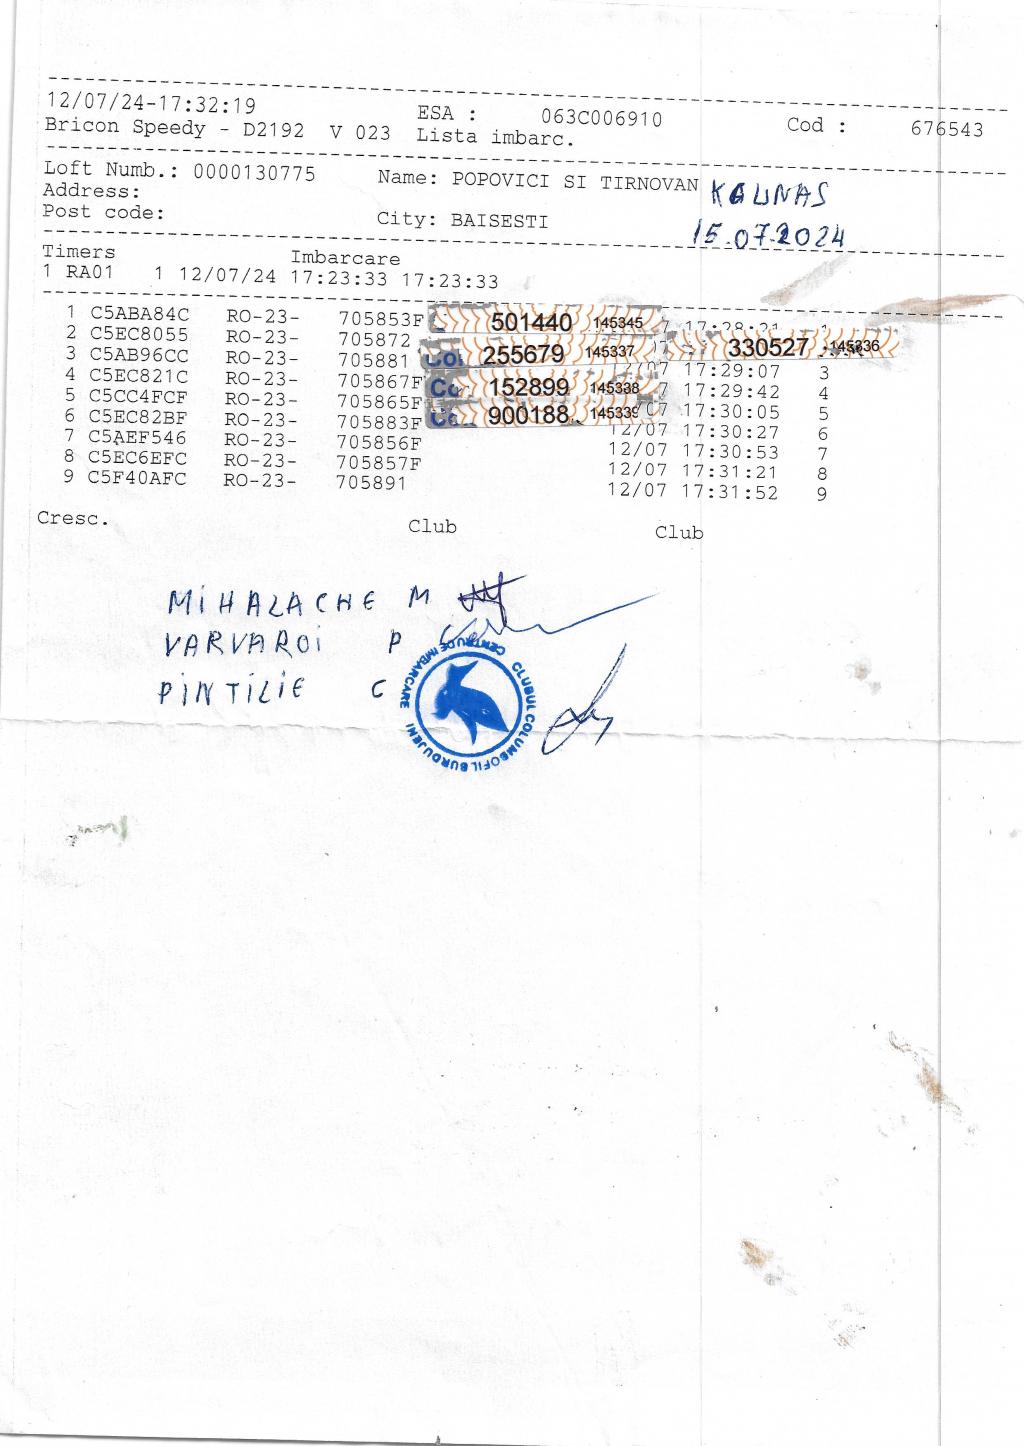 12/07/24-17:32:19 ESA : 063C006910 Cod : 676543
Bricon Speedy - D2192 V 023 Lista imbarc.
Loft Numb.: 0000130775 Name: POPOVICI SI TIRNOVAN KAUNAS
Address:
Post code: City: BAISESTI 15.07.2024
Timers Imbarcare
1 RA01 1 12/07/24 17:23:33 17:23:33
1 C5ABA84C RO-23- 705853F 501440 145345 7 17:28:21 1
2 C5EC8055 RO-23- 705872 330527 145336
3 C5AB96CC RO-23- 705881 Co 255679 145337 17:29:07 3
4 C5EC821C RO-23- 705867F Co 152899 145338 17:29:42 4
5 C5CC4FCF RO-23- 705865F 900188 145339 17:30:05 5
6 C5EC82BF RO-23- 705883F 12/07 17:30:27 6
7 C5AEF546 RO-23- 705856F 12/07 17:30:53 7
8 C5EC6EFC RO-23- 705857F 12/07 17:31:21 8
9 C5F40AFC RO-23- 705891 12/07 17:31:52 9
Cresc. Club Club
MIHALACHE M
VARVAROI P
PINTILIE C
CLUBUL COLUMBOFIL BURDUJENI CENTRU DE IMBARCARE